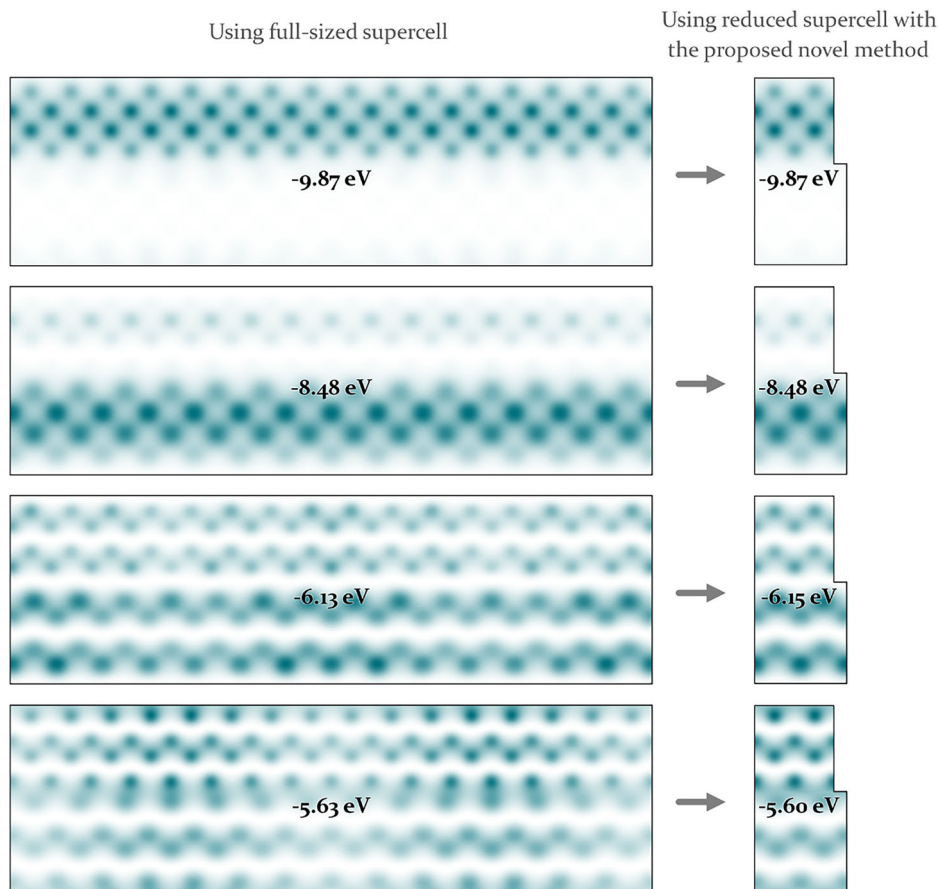 Using full-sized supercell
Using reduced supercell with
the proposed novel method
-9.87 eV
-9.87 eV
-8.48 eV
-8.48 eV
-6.13 eV
-6.15 eV
-5.63 eV
-5.60 eV